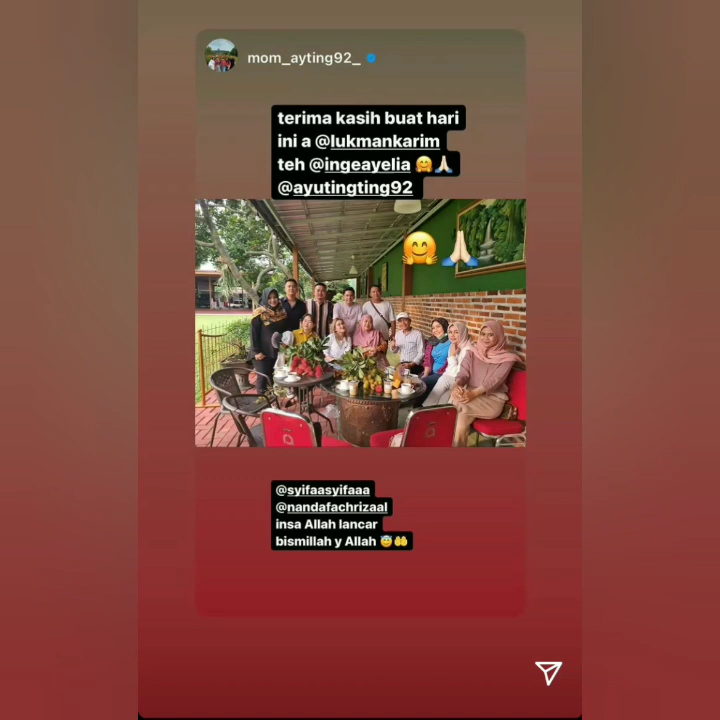 mom_ayting92_
terima kasih buat hari
ini a @lukmankarim
teh @ingeayelia 🤗🙏🏻
@ayutingting92
🤗🙏🏻
@syifaasyifaaa
@nandafachrizaal
insa Allah lancar
bismillah y Allah 😇🤲